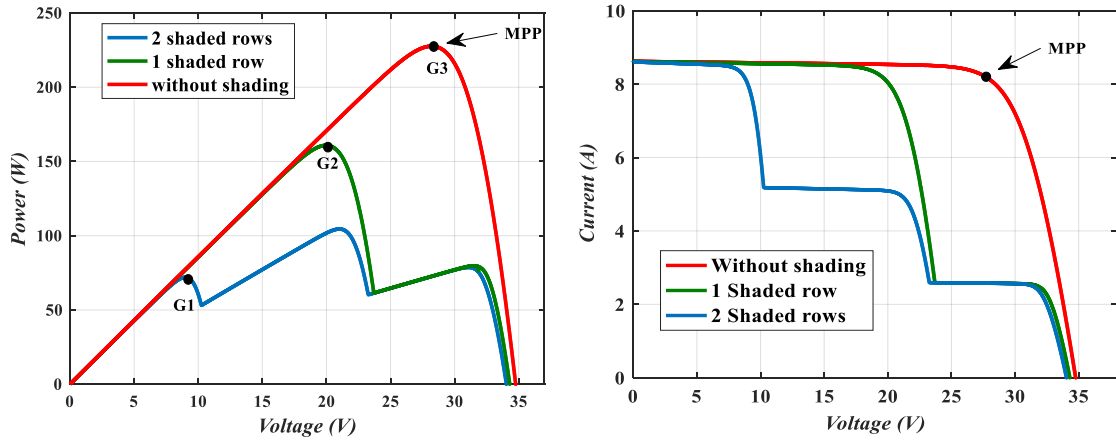 250
200
150
100
50
0
Power (W)
2 shaded rows
1 shaded row
without shading
MPP
G3
G2
G1
0 5 10 15 20 25 30 35
Voltage (V)
10
8
6
4
2
0
Current (A)
MPP
Without shading
1 Shaded row
2 Shaded rows
0 5 10 15 20 25 30 35
Voltage (V)